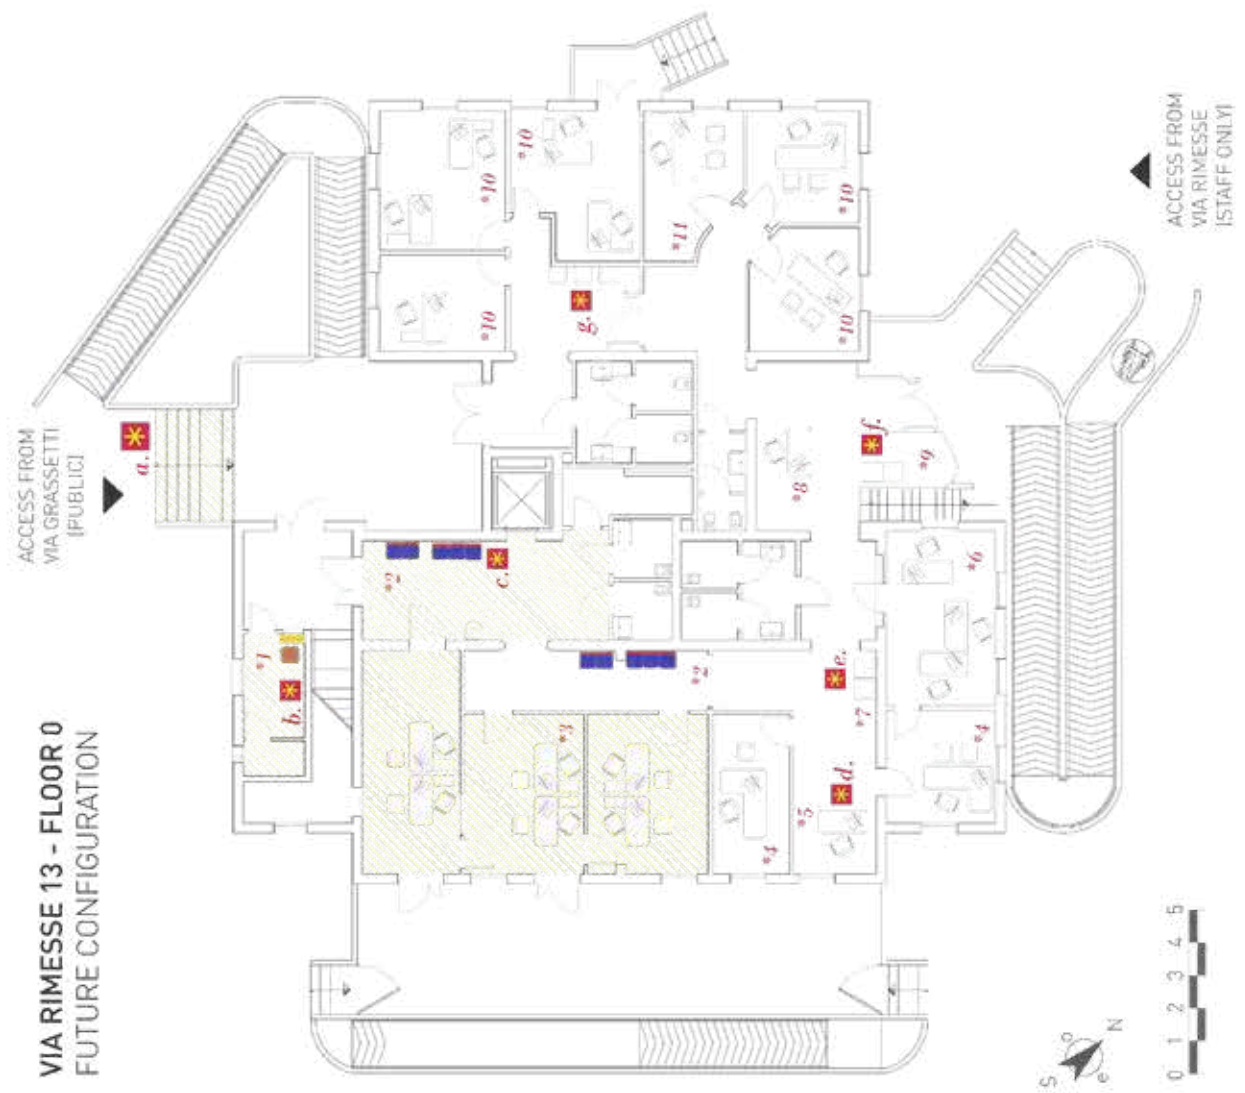 VIA RIMESSE 13 - FLOOR 0
FUTURE CONFIGURATION
ACCESS FROM
VIA GRASSETTI
(PUBLIC)
ACCESS FROM
VIA RIMESSE
(STAFF ONLY)
a.
b.
*1
*2
c.
*3
*2
*4
*5
d.
*7
e.
*4
*6
*8
f.
*9
g.
*10
*10
*10
*11
*10
*10
S
o
e
N
0 1 2 3 4 5